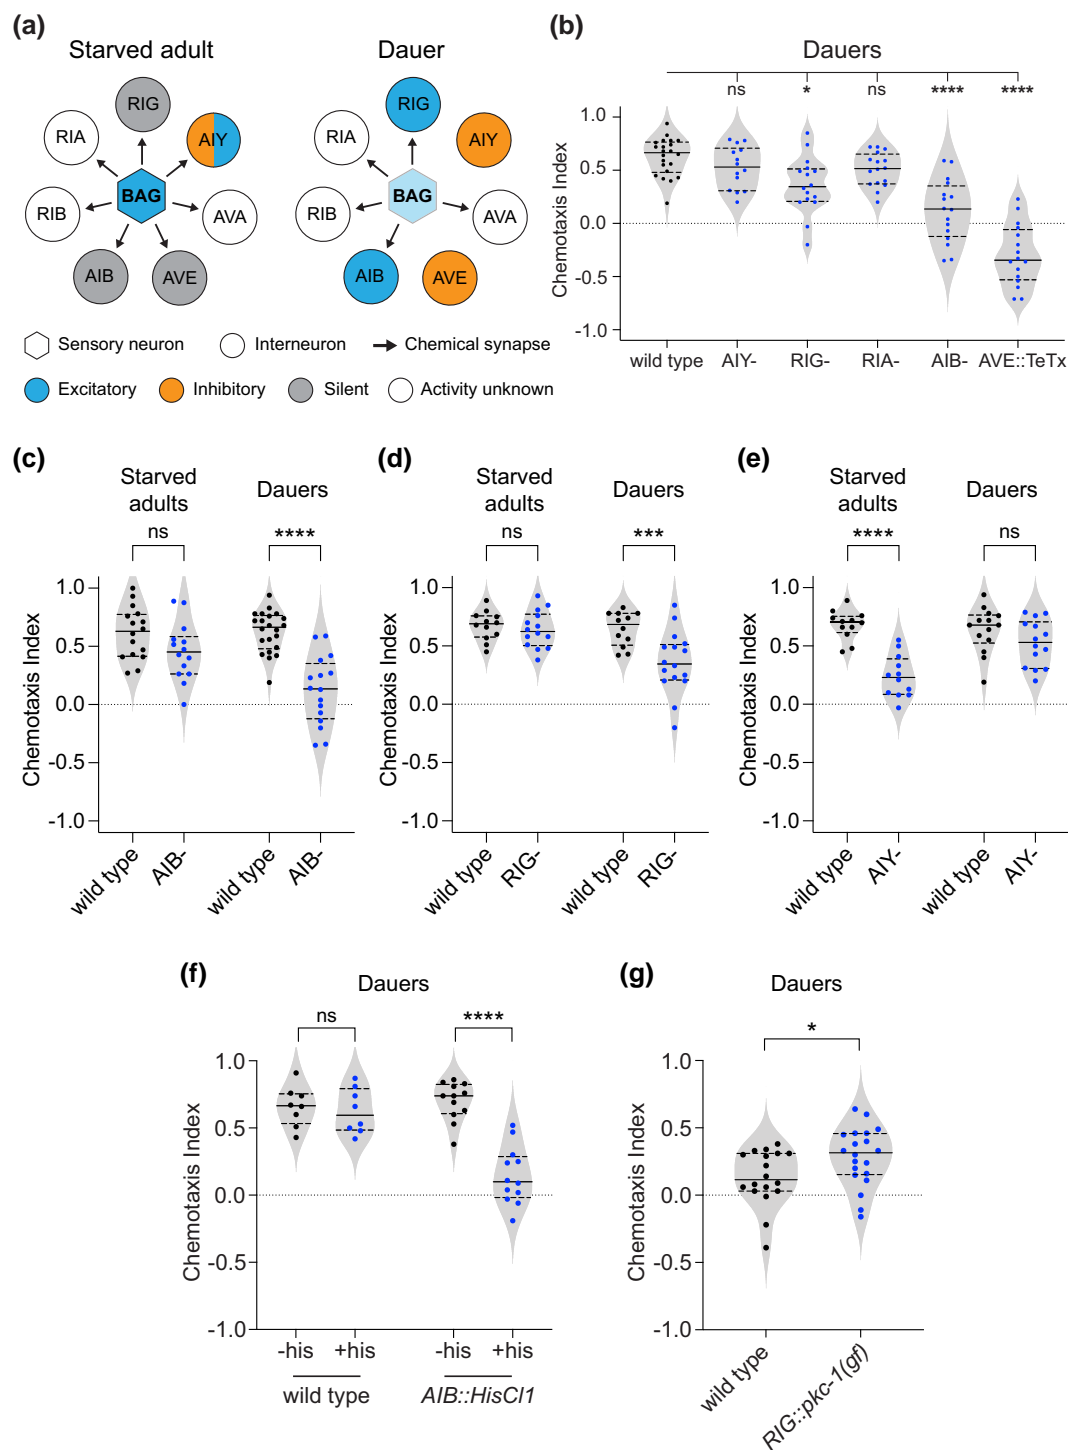 (a)
Starved adult
Dauer
RIG
RIA
AIY
BAG
RIB
AVA
AIB
AVE
RIG
RIA
AIY
BAG
RIB
AVA
AIB
AVE
Sensory neuron
Interneuron
Chemical synapse
Excitatory
Inhibitory
Silent
Activity unknown
(b)
Dauers
ns * ns **** ****
Chemotaxis Index
1.0
0.5
0.0
-0.5
-1.0
wild type AIY- RIG- RIA- AIB- AVE::TeTx
(c)
Starved
adults
Dauers
ns ****
Chemotaxis Index
1.0
0.5
0.0
-0.5
-1.0
wild type AIB- wild type AIB-
(d)
Starved
adults
Dauers
ns ***
Chemotaxis Index
1.0
0.5
0.0
-0.5
-1.0
wild type RIG- wild type RIG-
(e)
Starved
adults
Dauers
**** ns
Chemotaxis Index
1.0
0.5
0.0
-0.5
-1.0
wild type AIY- wild type AIY-
(f)
Dauers
ns ****
Chemotaxis Index
1.0
0.5
0.0
-0.5
-1.0
-his +his -his +his
wild type AIB::HisCl1
(g)
Dauers
*
Chemotaxis Index
1.0
0.5
0.0
-0.5
-1.0
wild type RIG::pkc-1(gf)